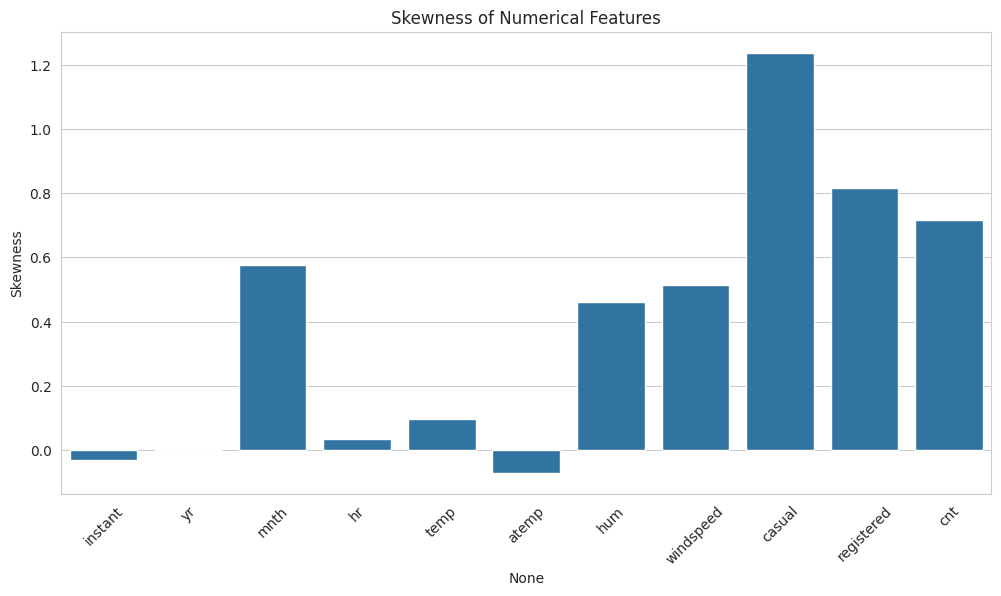 Skewness of Numerical Features
Skewness
1.2
1.0
0.8
0.6
0.4
0.2
0.0
instant
yr
mnth
hr
temp
atemp
hum
windspeed
casual
registered
cnt
None